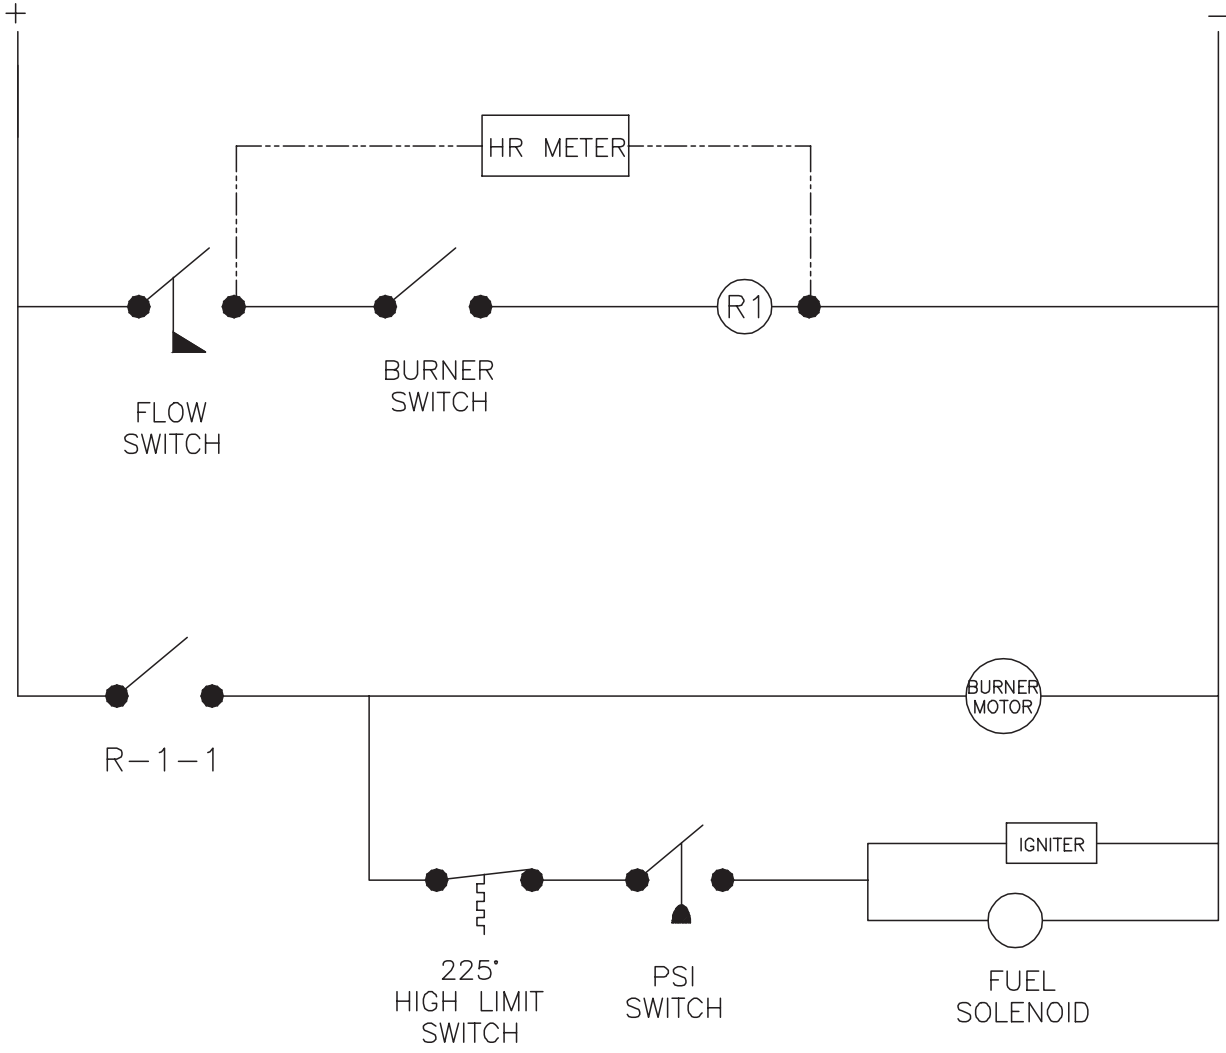 +
−
HR METER
R1
BURNER
SWITCH
FLOW
SWITCH
BURNER
MOTOR
R-1-1
IGNITER
225°
HIGH LIMIT
SWITCH
PSI
SWITCH
FUEL
SOLENOID